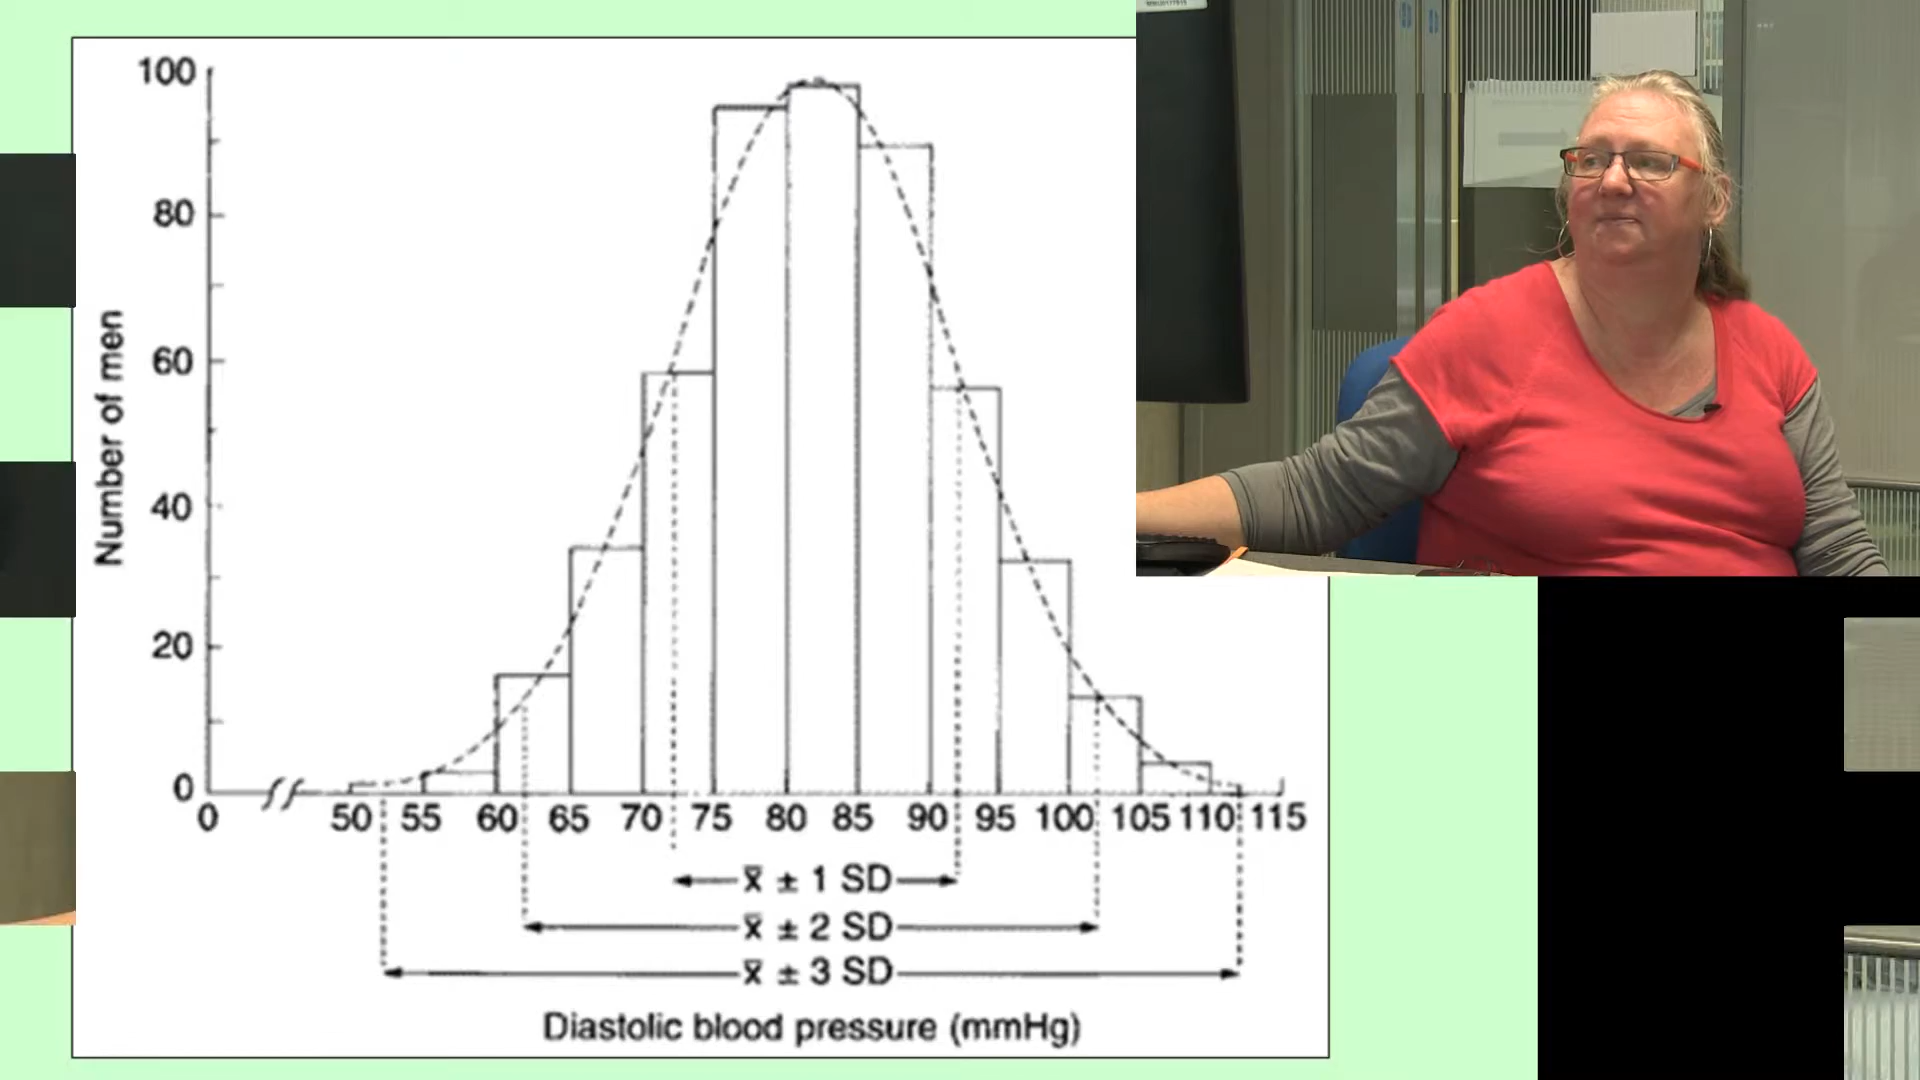 100
80
60
40
20
0
Number of men
0 50 55 60 65 70 75 80 85 90 95 100 105 110 115
x̅ ± 1 SD
x̅ ± 2 SD
x̅ ± 3 SD
Diastolic blood pressure (mmHg)